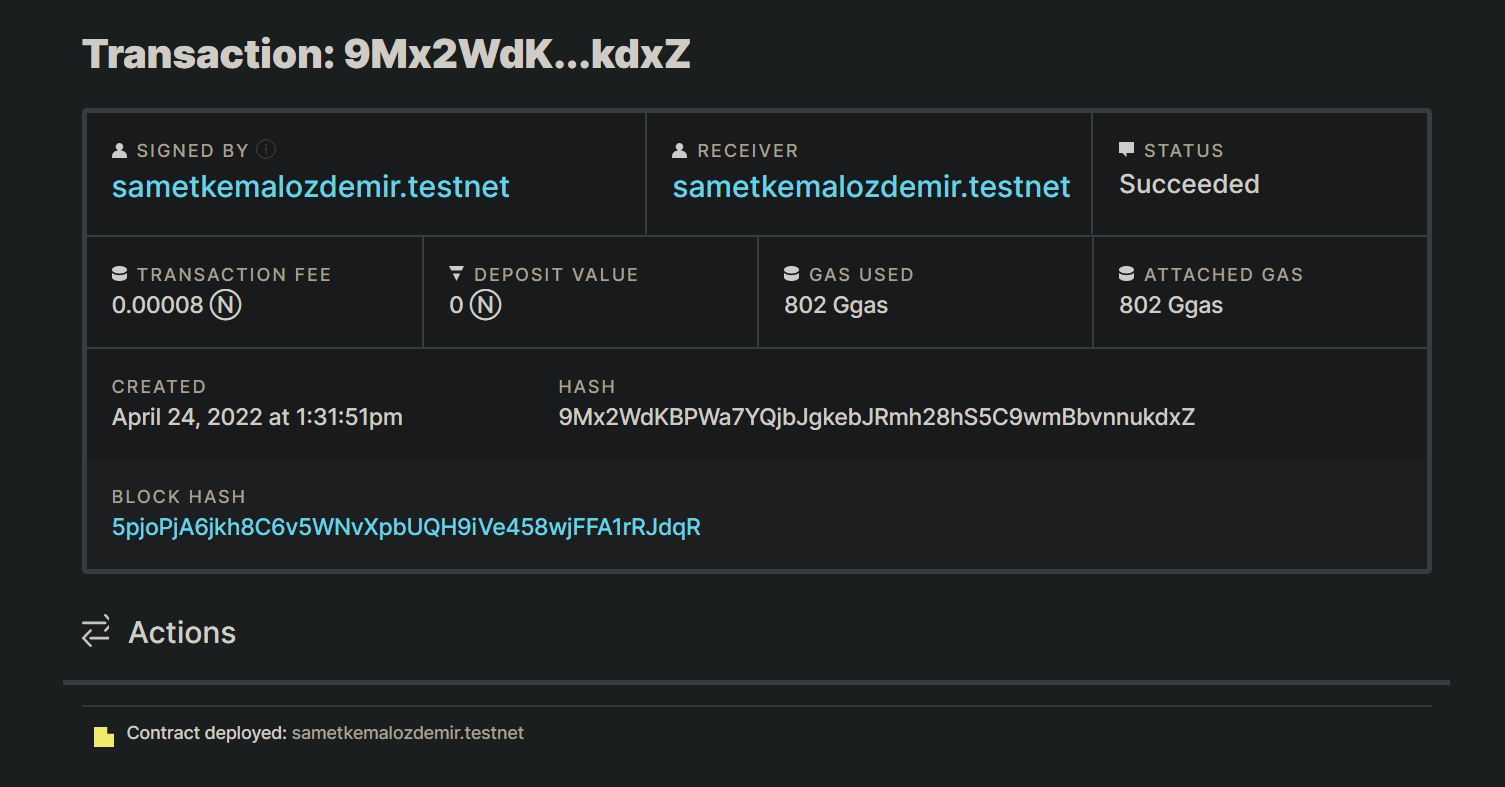 Transaction: 9Mx2WdK...kdxZ
SIGNED BY
sametkemalozdemir.testnet
RECEIVER
sametkemalozdemir.testnet
STATUS
Succeeded
TRANSACTION FEE
0.00008 Ⓝ
DEPOSIT VALUE
0 Ⓝ
GAS USED
802 Ggas
ATTACHED GAS
802 Ggas
CREATED
April 24, 2022 at 1:31:51pm
HASH
9Mx2WdKBPWa7YQjbJgkebJRmh28hS5C9wmBbvnnukdxZ
BLOCK HASH
5pjoPjA6jkh8C6v5WNvXpbUQH9iVe458wjFFA1rRJdqR
Actions
Contract deployed: sametkemalozdemir.testnet